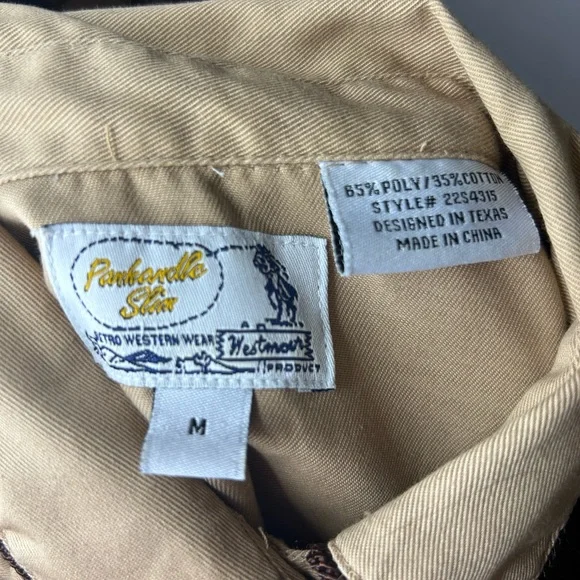 Panhandle
Slim
RETRO WESTERN WEAR
Westmoor
PRODUCT
M
65% POLY/35% COTTON
STYLE# 22S4315
DESIGNED IN TEXAS
MADE IN CHINA